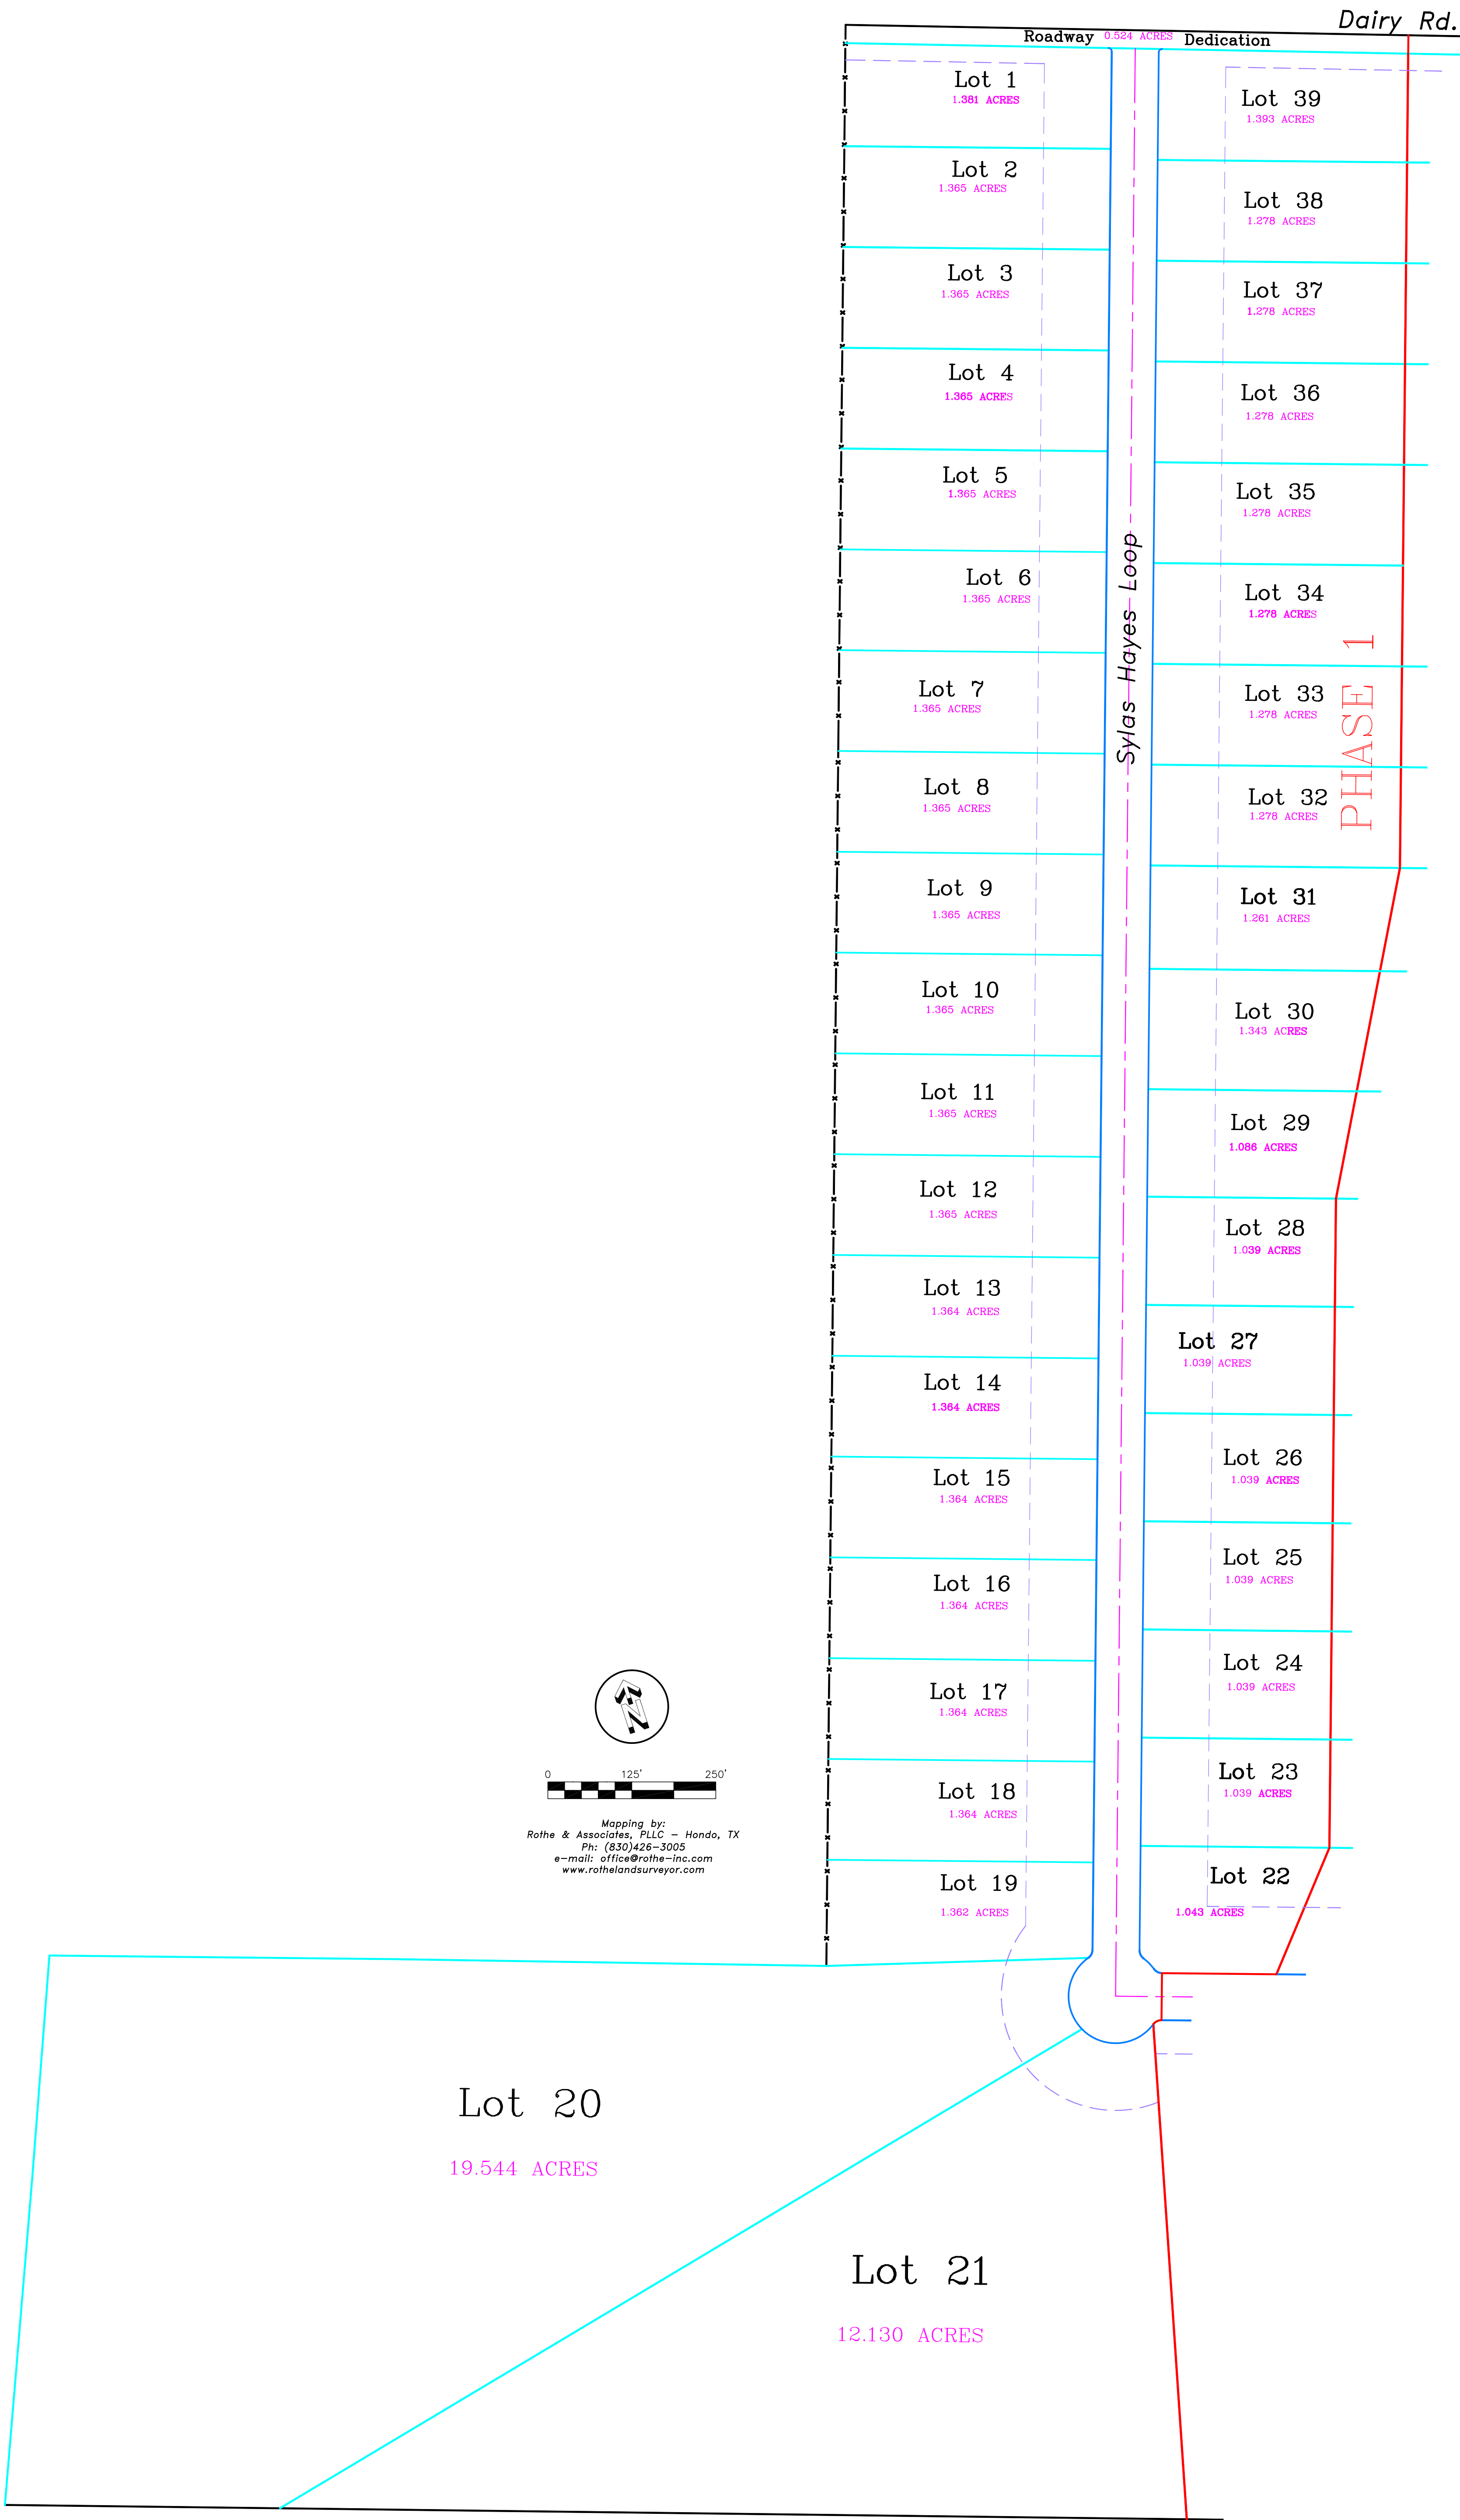 Dairy Rd.
Roadway 0.524 ACRES Dedication
Lot 1
1.381 ACRES
Lot 2
1.365 ACRES
Lot 3
1.365 ACRES
Lot 4
1.365 ACRES
Lot 5
1.365 ACRES
Lot 6
1.365 ACRES
Lot 7
1.365 ACRES
Lot 8
1.365 ACRES
Lot 9
1.365 ACRES
Lot 10
1.365 ACRES
Lot 11
1.365 ACRES
Lot 12
1.365 ACRES
Lot 13
1.364 ACRES
Lot 14
1.364 ACRES
Lot 15
1.364 ACRES
Lot 16
1.364 ACRES
Lot 17
1.364 ACRES
Lot 18
1.364 ACRES
Lot 19
1.362 ACRES
Sylas Hayes Loop
Lot 39
1.393 ACRES
Lot 38
1.278 ACRES
Lot 37
1.278 ACRES
Lot 36
1.278 ACRES
Lot 35
1.278 ACRES
Lot 34
1.278 ACRES
Lot 33
1.278 ACRES
Lot 32
1.278 ACRES
PHASE 1
Lot 31
1.261 ACRES
Lot 30
1.343 ACRES
Lot 29
1.086 ACRES
Lot 28
1.039 ACRES
Lot 27
1.039 ACRES
Lot 26
1.039 ACRES
Lot 25
1.039 ACRES
Lot 24
1.039 ACRES
Lot 23
1.039 ACRES
Lot 22
1.043 ACRES
N
0 125' 250'
Mapping by:
Rothe & Associates, PLLC – Hondo, TX
Ph: (830)426–3005
e–mail: office@rothe–inc.com
www.rothelandsurveyor.com
Lot 20
19.544 ACRES
Lot 21
12.130 ACRES